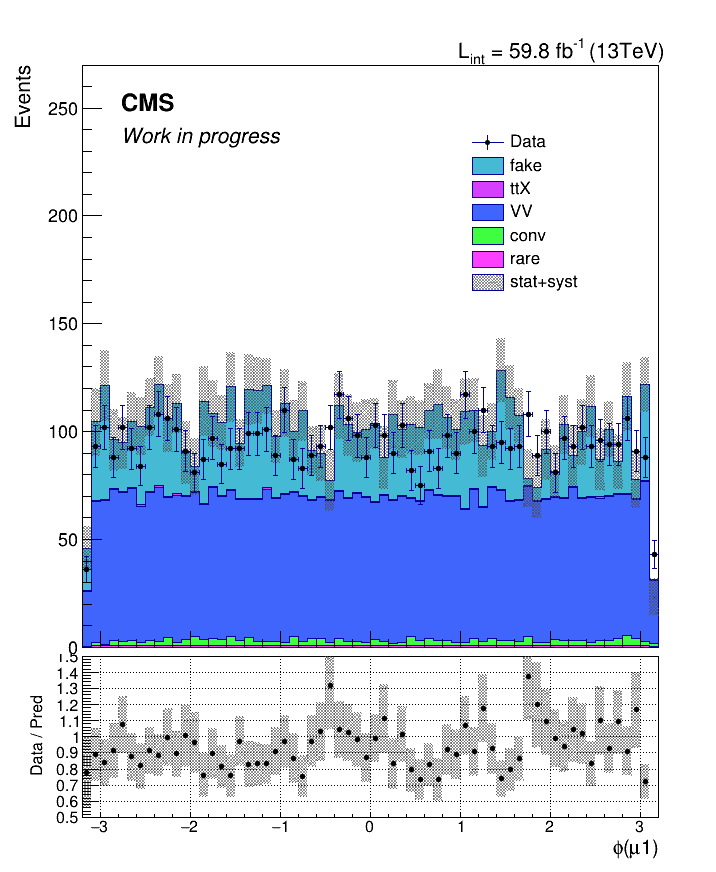 L_int = 59.8 fb^-1 (13TeV)
Events
CMS
Work in progress
250
200
150
100
50
0
Data
fake
ttX
VV
conv
rare
stat+syst
Data / Pred
1.5
1.4
1.3
1.2
1.1
1
0.9
0.8
0.7
0.6
0.5
−3 −2 −1 0 1 2 3
ϕ(μ1)